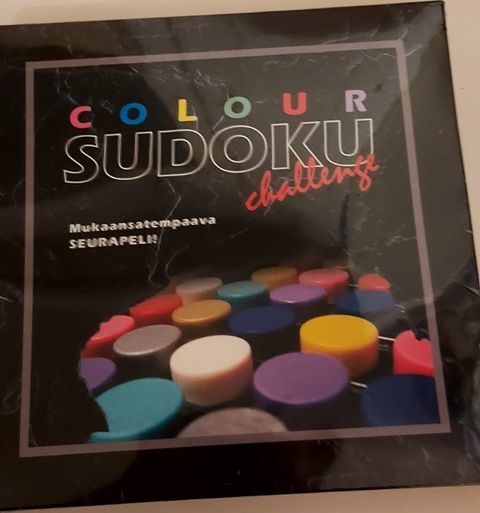 COLOUR
SUDOKU
challenge
Mukaansatempaava
SEURAPELI!